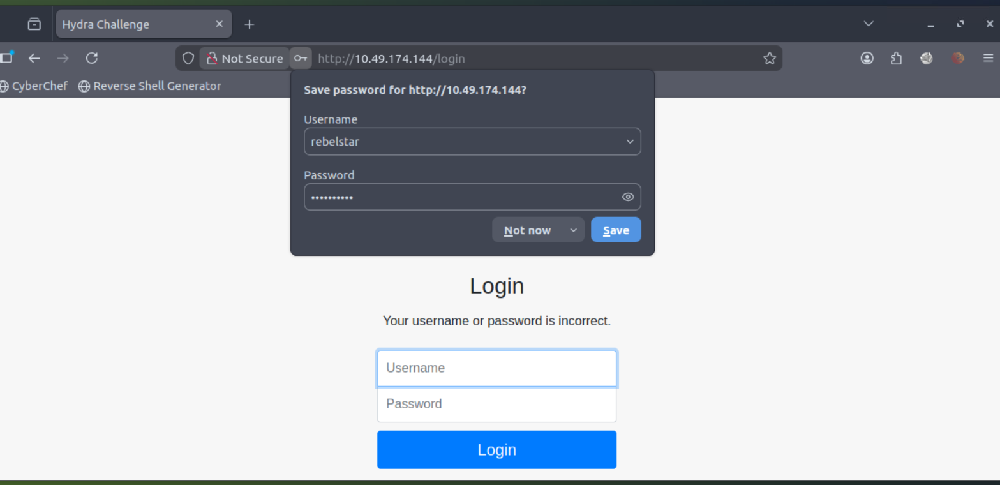 Hydra Challenge
Not Secure http://10.49.174.144/login
CyberChef Reverse Shell Generator
Save password for http://10.49.174.144?
Username
rebelstar
Password
••••••••••
Not now Save
Login
Your username or password is incorrect.
Username
Password
Login